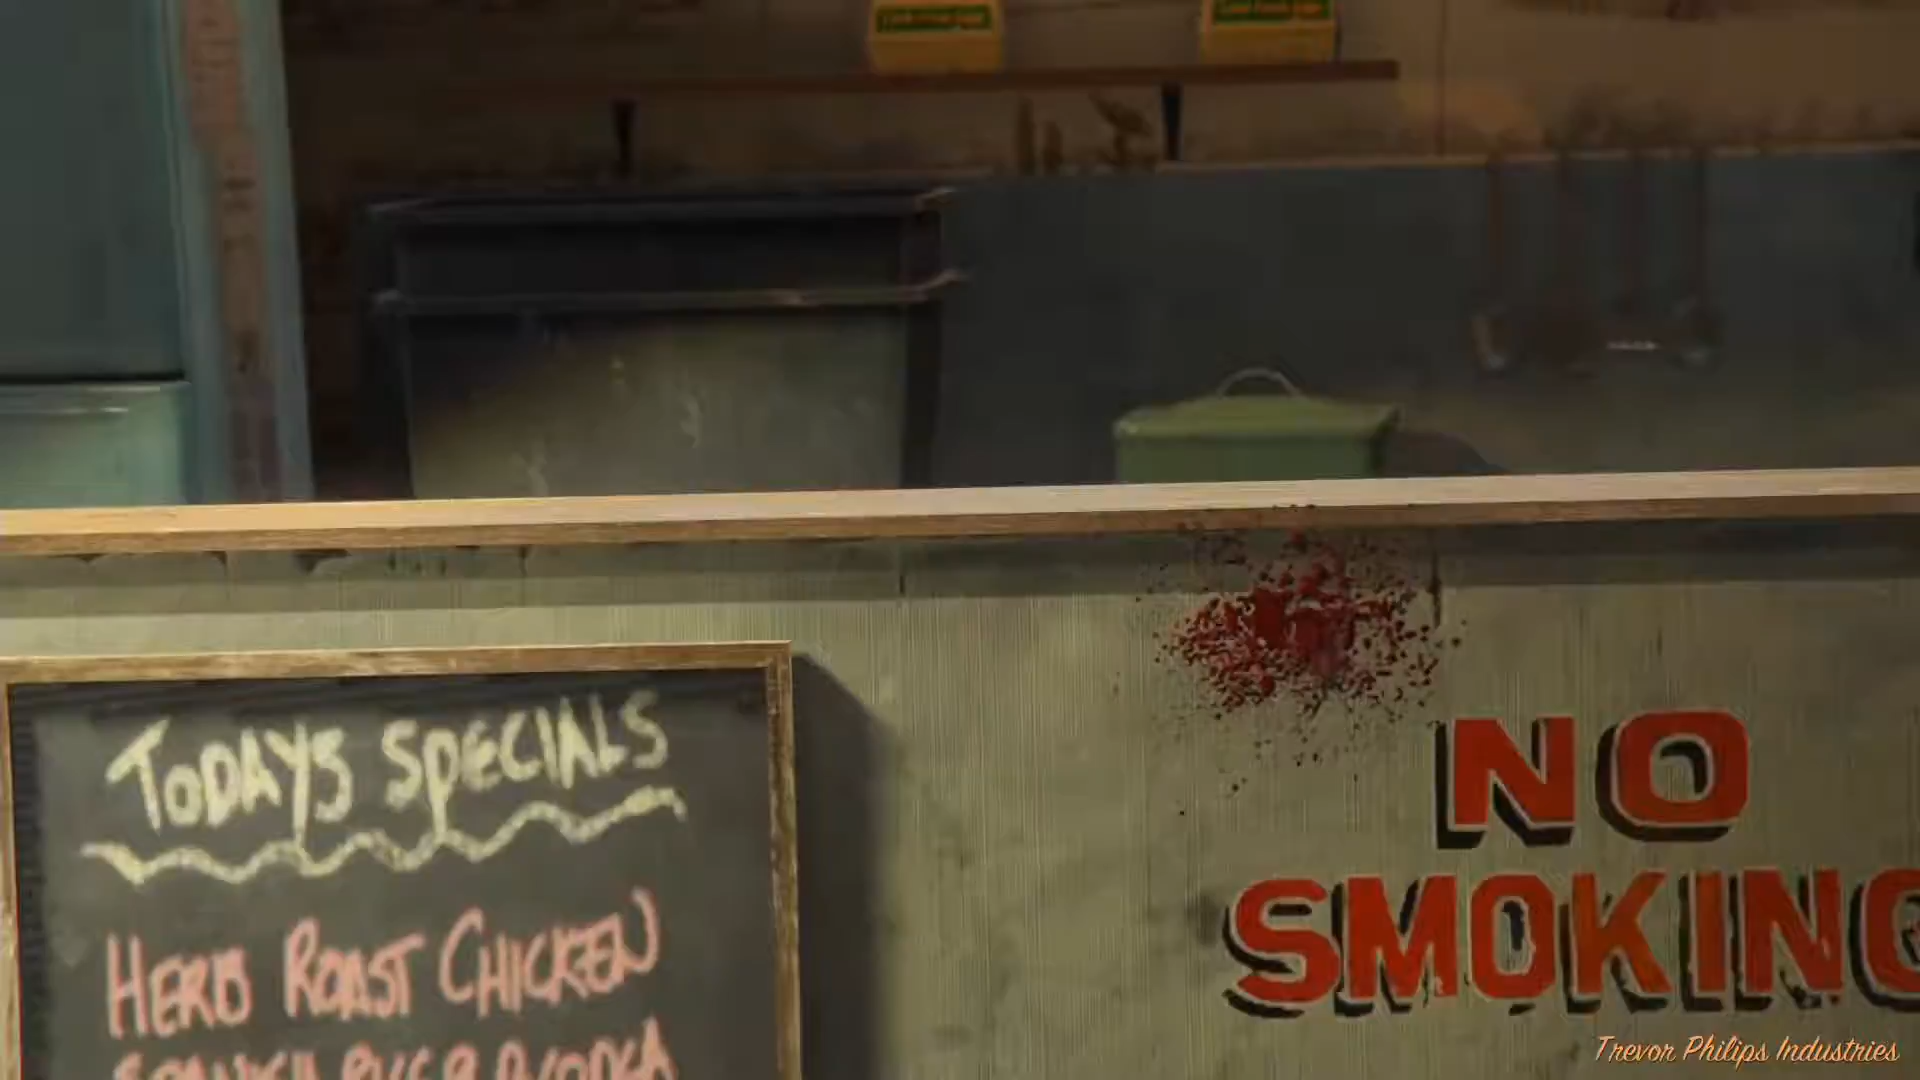 TODAYS SPECIALS
HERB ROAST CHICKEN
NO
SMOKING
Trevor Philips Industries